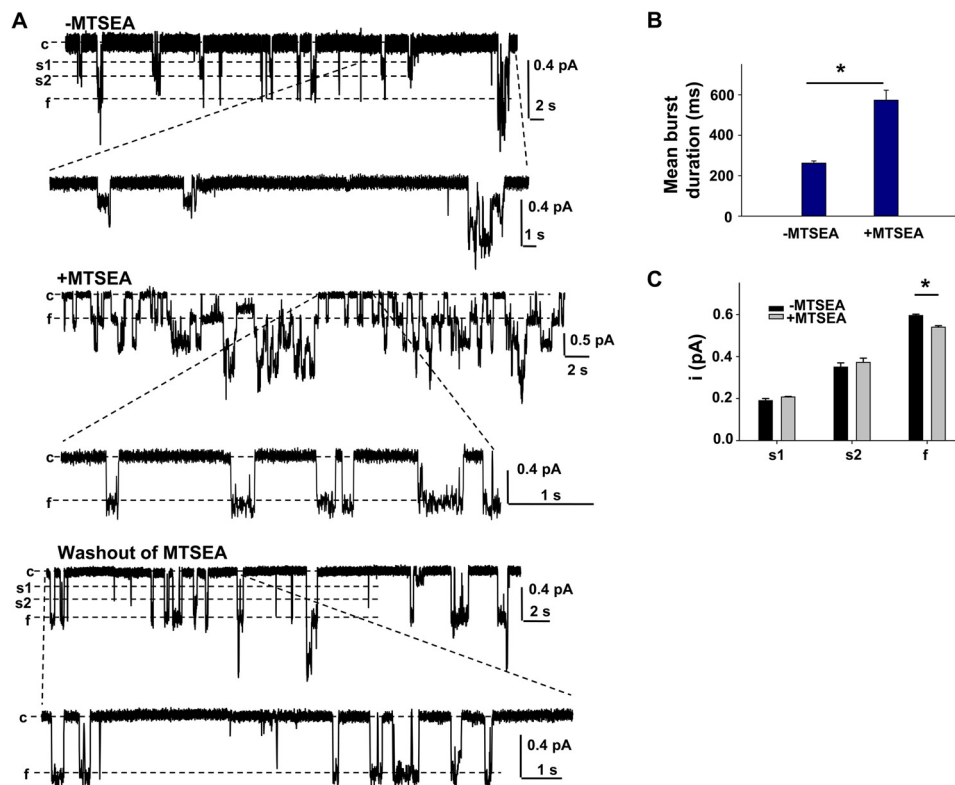 A
-MTSEA
c
s1
s2
f
0.4 pA
2 s
0.4 pA
1 s
+MTSEA
c
f
0.5 pA
2 s
c
f
0.4 pA
1 s
Washout of MTSEA
c
s1
s2
f
0.4 pA
2 s
c
f
0.4 pA
1 s
B
Mean burst
duration (ms)
600
400
200
0
*
-MTSEA
+MTSEA
C
i (pA)
0.6
0.4
0.2
0.0
-MTSEA
+MTSEA
*
s1
s2
f